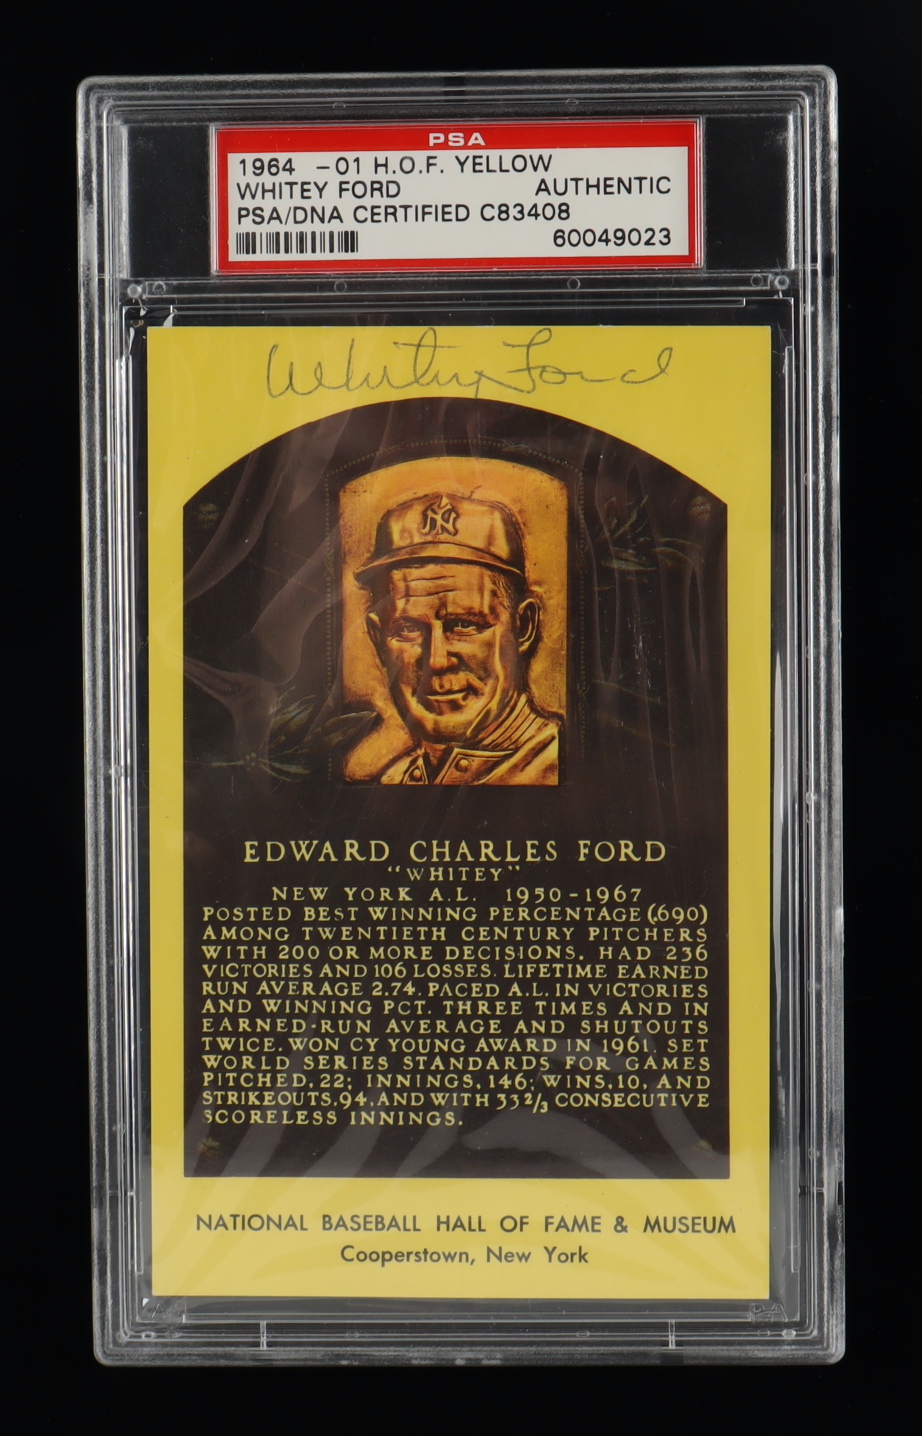 PSA
1964 -01 H.O.F. YELLOW
WHITEY FORD AUTHENTIC
PSA/DNA CERTIFIED C83408
60049023
Whitey Ford
NY
EDWARD CHARLES FORD
"WHITEY"
NEW YORK A.L. 1950-1967
POSTED BEST WINNING PERCENTAGE (.690)
AMONG TWENTIETH CENTURY PITCHERS
WITH 200 OR MORE DECISIONS. HAD 236
VICTORIES AND 106 LOSSES. LIFETIME EARNED
RUN AVERAGE 2.74. PACED A.L. IN VICTORIES
AND WINNING PCT. THREE TIMES AND IN
EARNED-RUN AVERAGE AND SHUTOUTS
TWICE. WON CY YOUNG AWARD IN 1961. SET
WORLD SERIES STANDARDS FOR GAMES
PITCHED, 22; INNINGS, 146; WINS, 10, AND
STRIKEOUTS, 94, AND WITH 33 2/3 CONSECUTIVE
SCORELESS INNINGS.
NATIONAL BASEBALL HALL OF FAME & MUSEUM
Cooperstown, New York